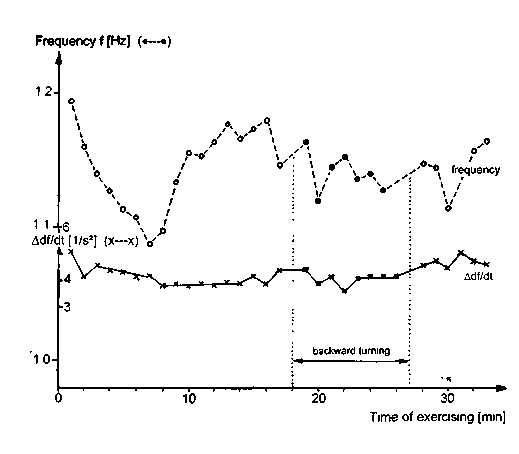 Frequency f [Hz] (•---•)
1 2
frequency
1 1
6
Δdf/dt [1/s²] (x---x)
4
Δdf/dt
3
backward turning
1 0
0
10
20
30
Time of exercising [min]